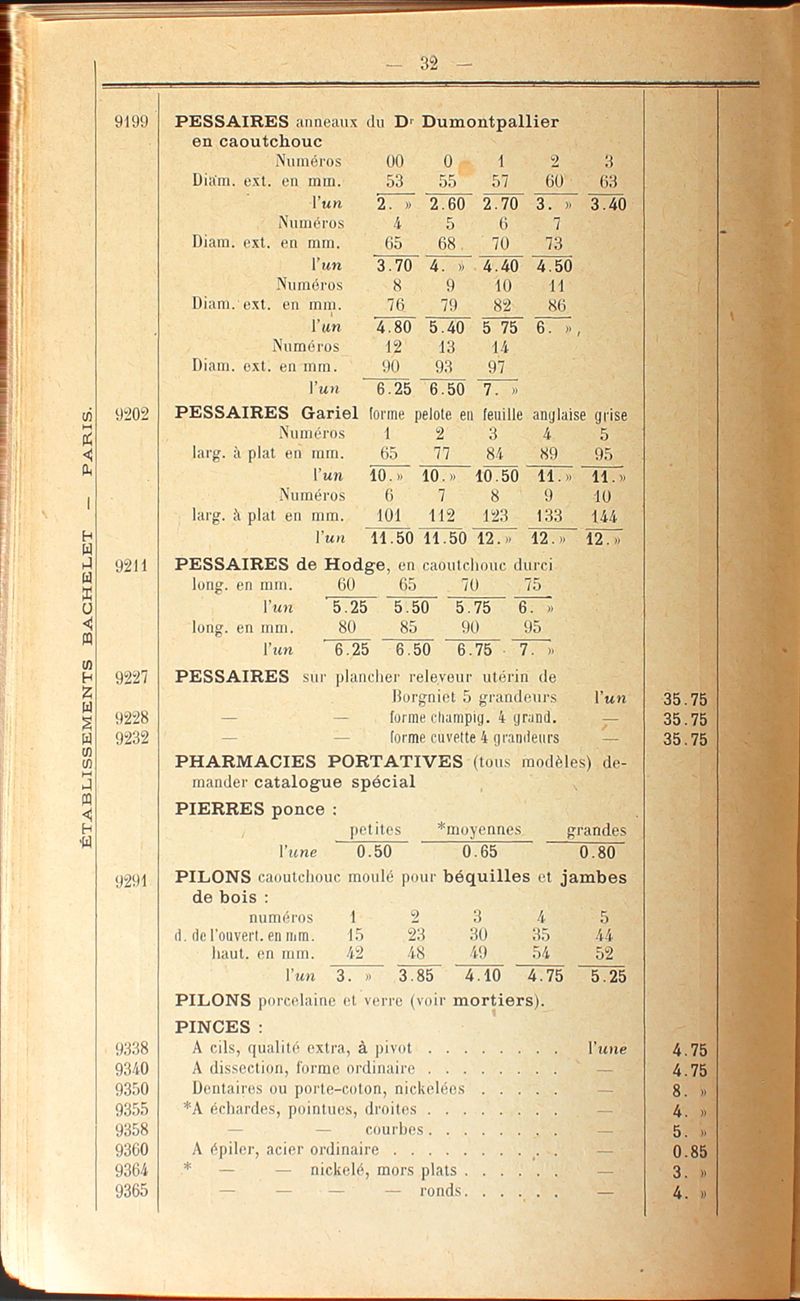 — 32 —
ÉTABLISSEMENTS BACHELET — PARIS.
9199 PESSAIRES anneaux du Dr Dumontpallier
en caoutchouc
Numéros 00 0 1 2 3
Diam. ext. en mm. 53 55 57 60 63
l'un 2. » 2.60 2.70 3. » 3.40
Numéros 4 5 6 7
Diam. ext. en mm. 65 68 70 73
l'un 3.70 4. » 4.40 4.50
Numéros 8 9 10 11
Diam. ext. en mm. 76 79 82 86
l'un 4.80 5.40 5 75 6. »,
Numéros 12 13 14
Diam. ext. en mm. 90 93 97
l'un 6.25 6.50 7. »
9202 PESSAIRES Gariel forme pelote en feuille anglaise grise
Numéros 1 2 3 4 5
larg. à plat en mm. 65 77 84 89 95
l'un 10.» 10.» 10.50 11.» 11.»
Numéros 6 7 8 9 10
larg. à plat en mm. 101 112 123 133 144
l'un 11.50 11.50 12.» 12.» 12.»
9211 PESSAIRES de Hodge, en caoutchouc durci
long. en mm. 60 65 70 75
l'un 5.25 5.50 5.75 6. »
long. en mm. 80 85 90 95
l'un 6.25 6.50 6.75 7. »
9227 PESSAIRES sur plancher releveur utérin de
Borgniet 5 grandeurs l'un 35.75
9228 — — forme champig. 4 grand. — 35.75
9232 — — forme cuvette 4 grandeurs — 35.75
PHARMACIES PORTATIVES (tous modèles) de-
mander catalogue spécial
PIERRES ponce :
petites *moyennes grandes
l'une 0.50 0.65 0.80
9291 PILONS caoutchouc moulé pour béquilles et jambes
de bois :
numéros 1 2 3 4 5
d. de l'ouvert. en mm. 15 23 30 35 44
haut. en mm. 42 48 49 54 52
l'un 3. » 3.85 4.10 4.75 5.25
PILONS porcelaine et verre (voir mortiers).
PINCES :
9338 A cils, qualité extra, à pivot . . . . . . . . . l'une 4.75
9340 A dissection, forme ordinaire . . . . . . . . . — 4.75
9350 Dentaires ou porte-coton, nickelées . . . . . — 8. »
9355 *A échardes, pointues, droites . . . . . . . . . — 4. »
9358 — — courbes . . . . . . . . . — 5. »
9360 A épiler, acier ordinaire . . . . . . . . . . . — 0.85
9364 * — — nickelé, mors plats . . . . . . — 3. »
9365 — — — — ronds . . . . . . — 4. »